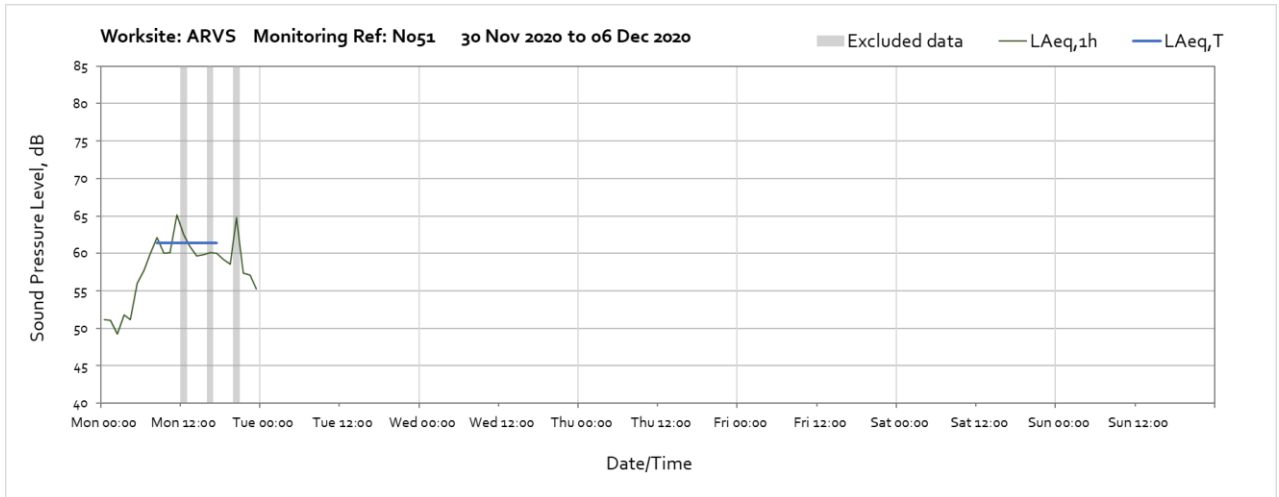 Worksite: ARVS Monitoring Ref: N051 30 Nov 2020 to 06 Dec 2020
Excluded data LAeq,1h LAeq,T
85
80
75
70
65
60
55
50
45
40
Sound Pressure Level, dB
Mon 00:00 Mon 12:00 Tue 00:00 Tue 12:00 Wed 00:00 Wed 12:00 Thu 00:00 Thu 12:00 Fri 00:00 Fri 12:00 Sat 00:00 Sat 12:00 Sun 00:00 Sun 12:00
Date/Time